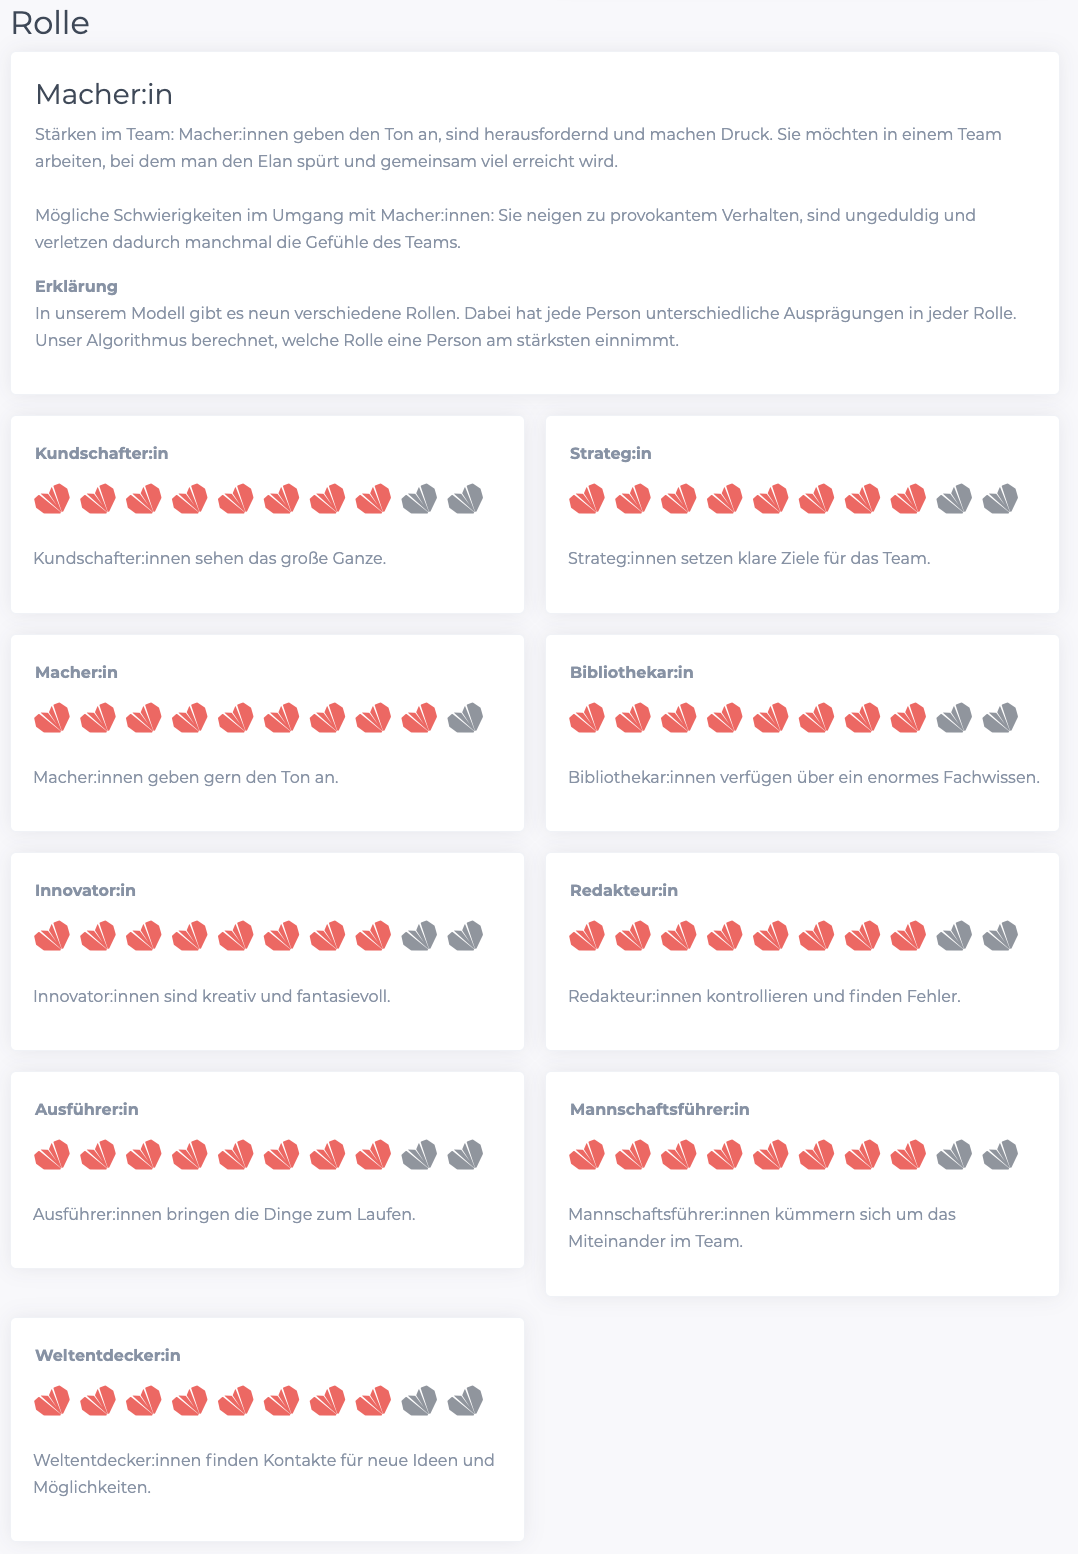 Rolle
Macher:in
Stärken im Team: Macher:innen geben den Ton an, sind herausfordernd und machen Druck. Sie möchten in einem Team
arbeiten, bei dem man den Elan spürt und gemeinsam viel erreicht wird.
Mögliche Schwierigkeiten im Umgang mit Macher:innen: Sie neigen zu provokantem Verhalten, sind ungeduldig und
verletzen dadurch manchmal die Gefühle des Teams.
Erklärung
In unserem Modell gibt es neun verschiedene Rollen. Dabei hat jede Person unterschiedliche Ausprägungen in jeder Rolle.
Unser Algorithmus berechnet, welche Rolle eine Person am stärksten einnimmt.
Kundschafter:in
Kundschafter:innen sehen das große Ganze.
Strateg:in
Strateg:innen setzen klare Ziele für das Team.
Macher:in
Macher:innen geben gern den Ton an.
Bibliothekar:in
Bibliothekar:innen verfügen über ein enormes Fachwissen.
Innovator:in
Innovator:innen sind kreativ und fantasievoll.
Redakteur:in
Redakteur:innen kontrollieren und finden Fehler.
Ausführer:in
Ausführer:innen bringen die Dinge zum Laufen.
Mannschaftsführer:in
Mannschaftsführer:innen kümmern sich um das
Miteinander im Team.
Weltentdecker:in
Weltentdecker:innen finden Kontakte für neue Ideen und
Möglichkeiten.